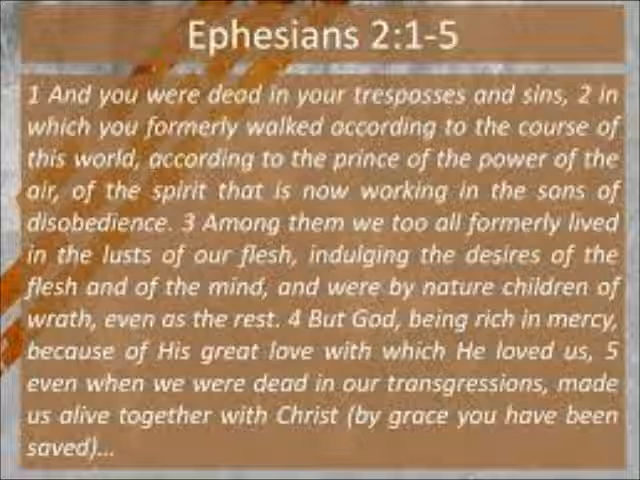 Ephesians 2:1-5
1 And you were dead in your trespasses and sins, 2 in
which you formerly walked according to the course of
this world, according to the prince of the power of the
air, of the spirit that is now working in the sons of
disobedience. 3 Among them we too all formerly lived
in the lusts of our flesh, indulging the desires of the
flesh and of the mind, and were by nature children of
wrath, even as the rest. 4 But God, being rich in mercy,
because of His great love with which He loved us, 5
even when we were dead in our transgressions, made
us alive together with Christ (by grace you have been
saved)...